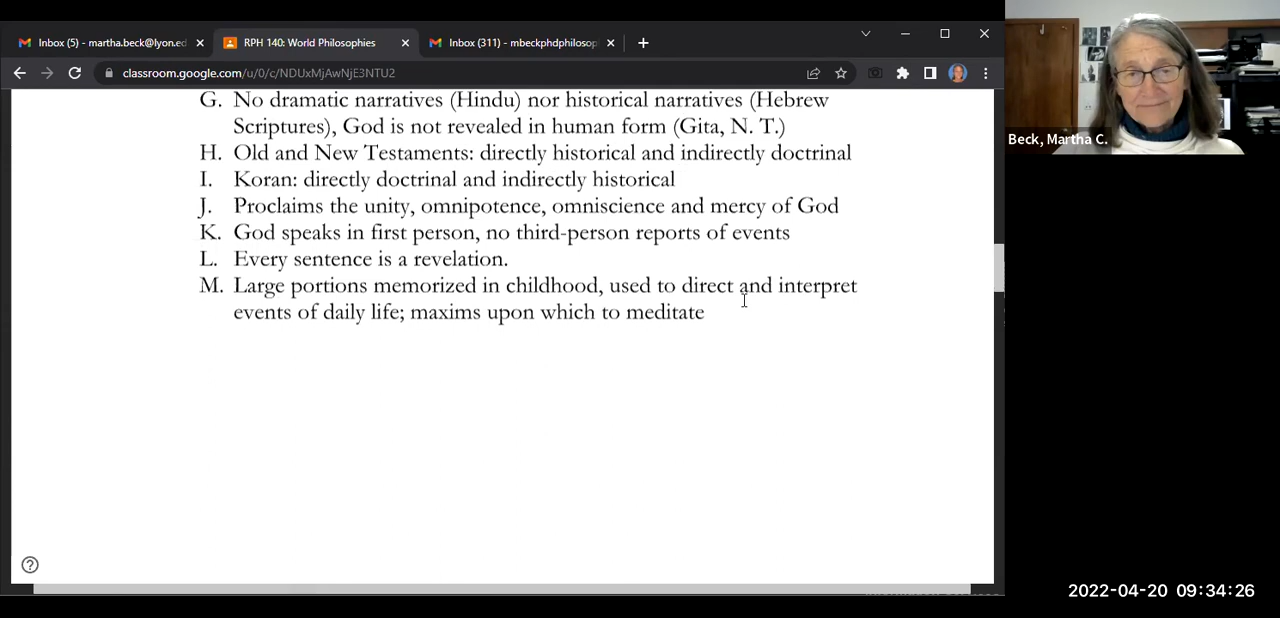 Inbox (5) - martha.beck@lyon.ed
RPH 140: World Philosophies
Inbox (311) - mbeckphdphilosop
classroom.google.com/u/0/c/NDUxMjAwNjE3NTU2
G. No dramatic narratives (Hindu) nor historical narratives (Hebrew
Scriptures), God is not revealed in human form (Gita, N. T.)
H. Old and New Testaments: directly historical and indirectly doctrinal
I. Koran: directly doctrinal and indirectly historical
J. Proclaims the unity, omnipotence, omniscience and mercy of God
K. God speaks in first person, no third-person reports of events
L. Every sentence is a revelation.
M. Large portions memorized in childhood, used to direct and interpret
events of daily life; maxims upon which to meditate
Beck, Martha C.
2022-04-20 09:34:26